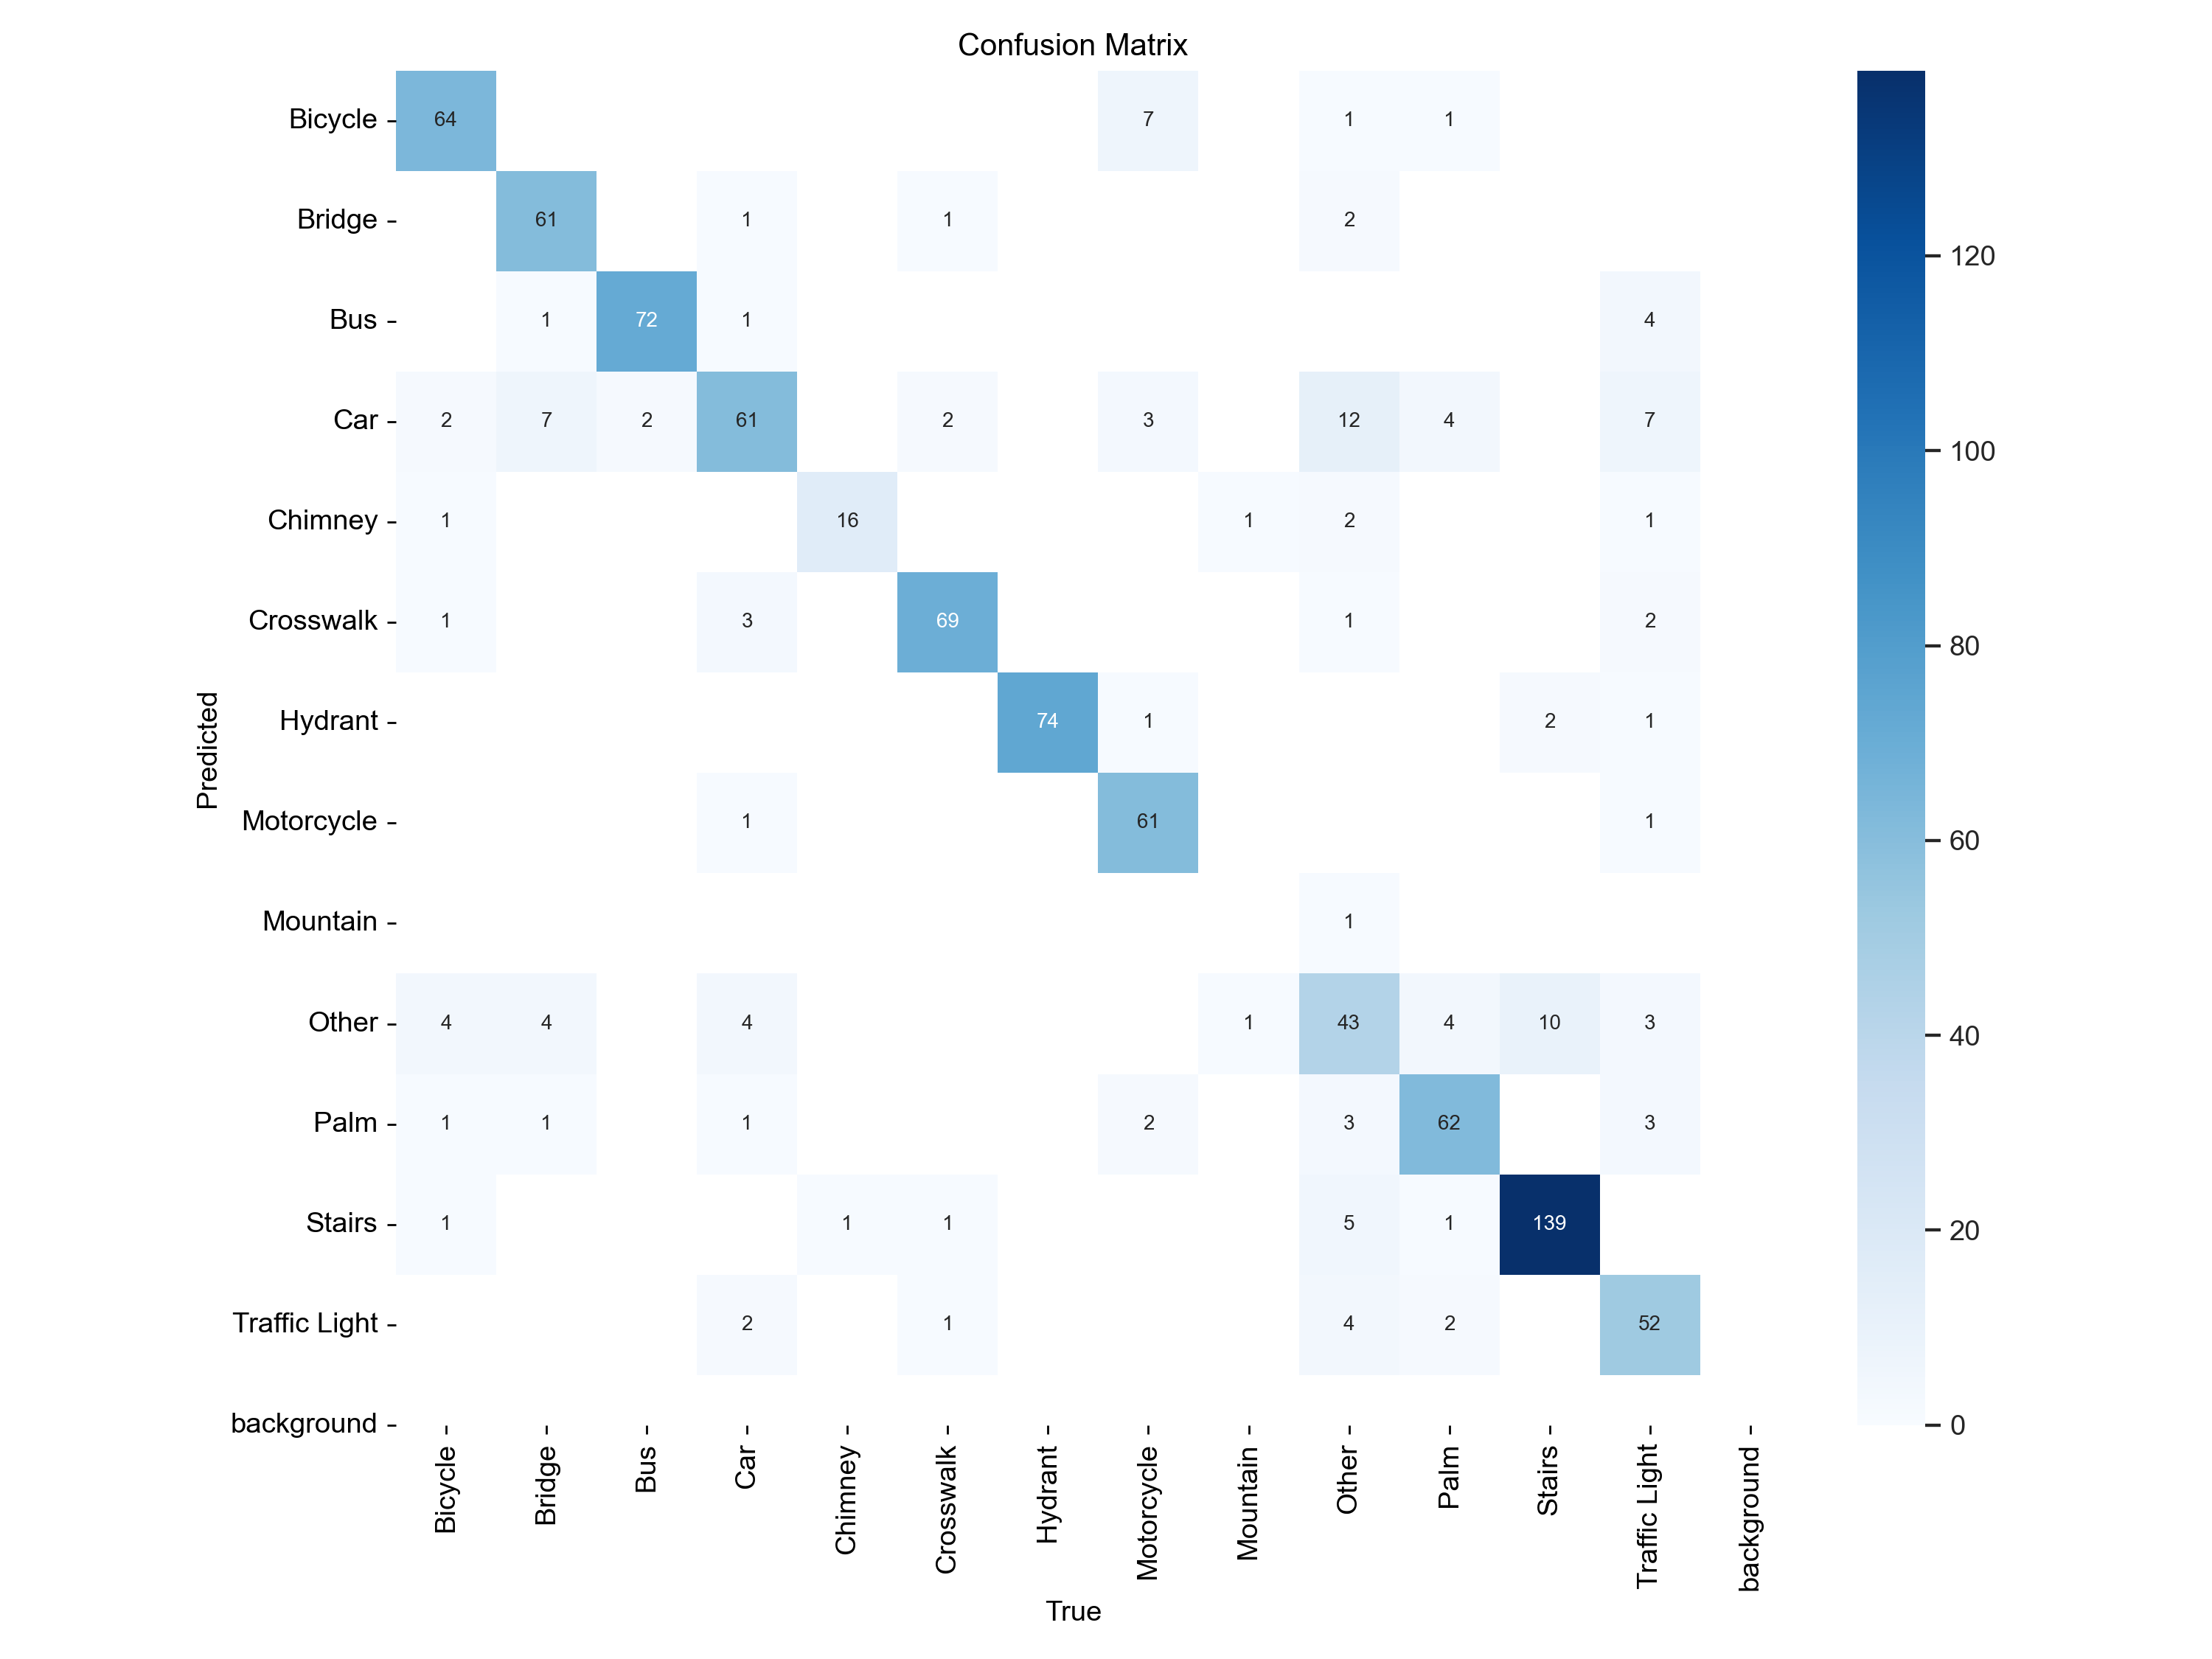 Confusion Matrix
Bicycle 64 7 1 1
Bridge 61 1 1 2
Bus 1 72 1 4
Car 2 7 2 61 2 3 12 4 7
Chimney 1 16 1 2 1
Crosswalk 1 3 69 1 2
Hydrant 74 1 2 1
Motorcycle 1 61 1
Mountain 1
Other 4 4 4 1 43 4 10 3
Palm 1 1 1 2 3 62 3
Stairs 1 1 1 5 1 139
Traffic Light 2 1 4 2 52
background
Predicted
Bicycle Bridge Bus Car Chimney Crosswalk Hydrant Motorcycle Mountain Other Palm Stairs Traffic Light background
True
120
100
80
60
40
20
0